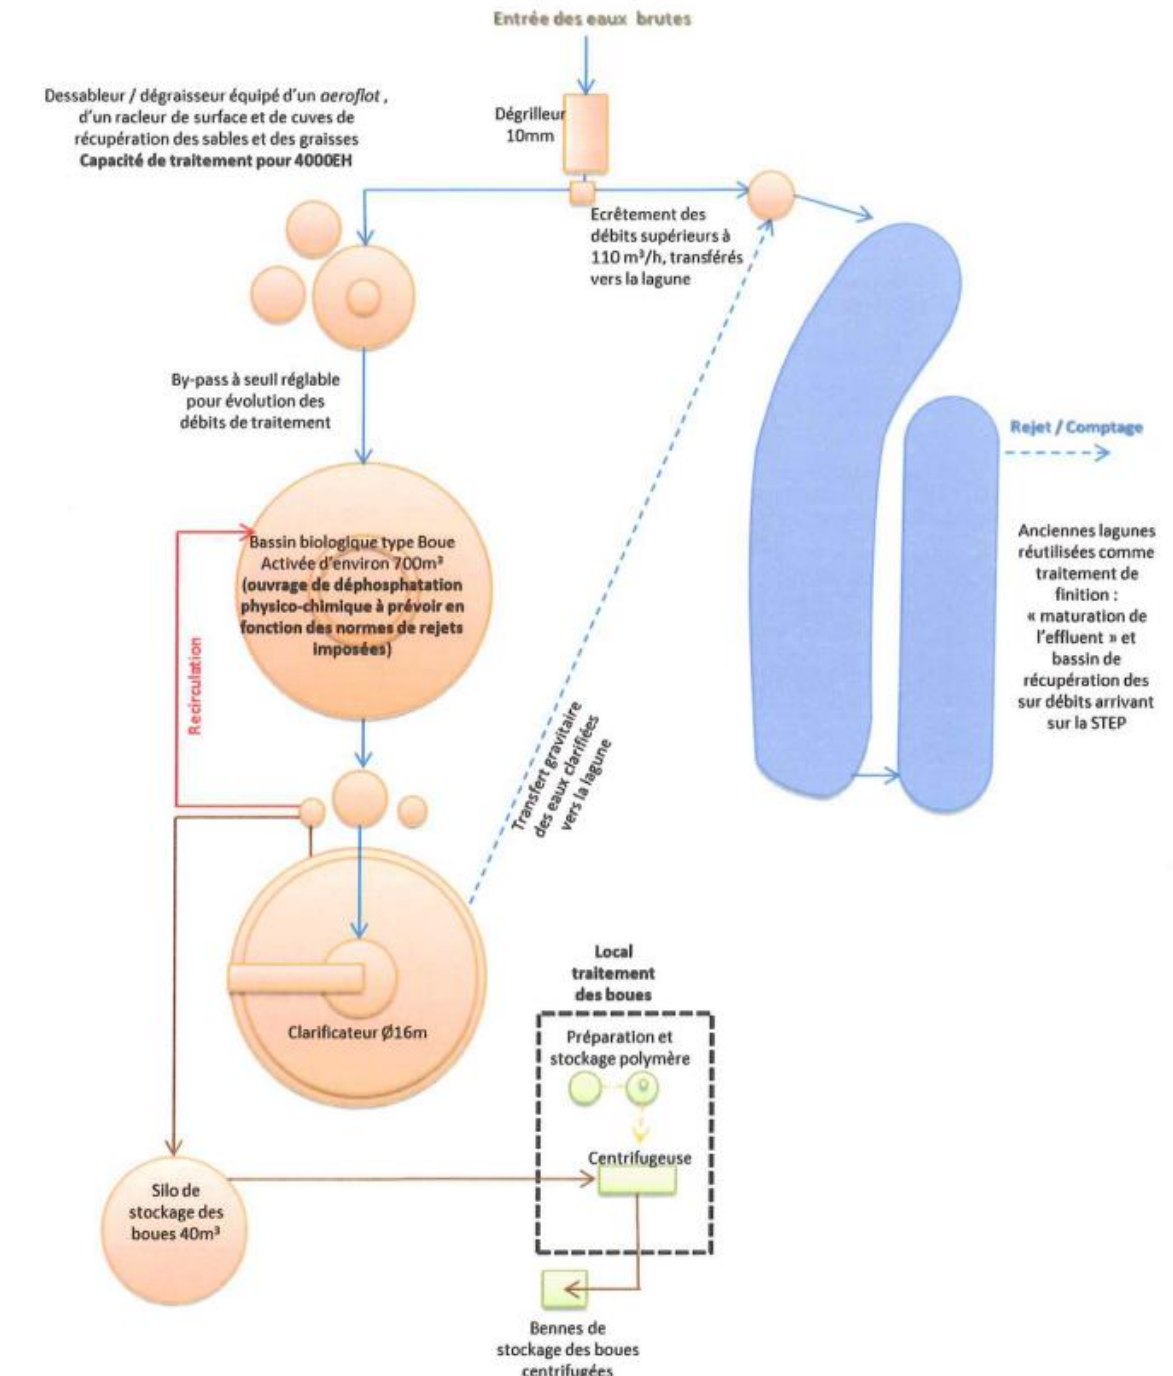 Entrée des eaux brutes
Dessableur / dégraisseur équipé d'un aeroflot ,
d'un racleur de surface et de cuves de
récupération des sables et des graisses
Capacité de traitement pour 4000EH
Dégrilleur
10mm
Ecrêtement des
débits supérieurs à
110 m³/h, transférés
vers la lagune
By-pass à seuil réglable
pour évolution des
débits de traitement
Rejet / Comptage
Bassin biologique type Boue
Activée d'environ 700m³
(ouvrage de déphosphatation
physico-chimique à prévoir en
fonction des normes de rejets
imposées)
Anciennes lagunes
réutilisées comme
traitement de
finition :
« maturation de
l'effluent » et
bassin de
récupération des
sur débits arrivant
sur la STEP
Recirculation
Transfert gravitaire
des eaux clarifiées
vers la lagune
Clarificateur Ø16m
Local
traitement
des boues
Préparation et
stockage polymère
Centrifugeuse
Silo de
stockage des
boues 40m³
Bennes de
stockage des boues
centrifugées